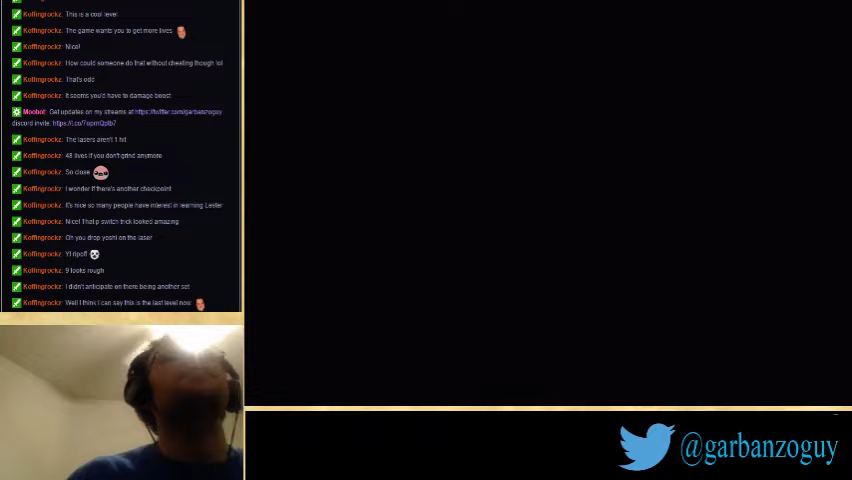 Koffingrockz: This is a cool level
Koffingrockz: The game wants you to get more lives
Koffingrockz: Nice!
Koffingrockz: How could someone do that without cheating though lol
Koffingrockz: That's odd
Koffingrockz: It seems you'd have to damage boost
Moobot: Get updates on my streams at https://twitter.com/garbanzoguy
discord invite:
Koffingrockz: The lasers aren't 1 hit
Koffingrockz: 48 lives if you don't grind anymore
Koffingrockz: So close
Koffingrockz: I wonder if there's another checkpoint
Koffingrockz: It's nice so many people have interest in learning Lester
Koffingrockz: Nice! That p switch trick looked amazing
Koffingrockz: Oh you drop yoshi on the laser
Koffingrockz: YI ripoff
Koffingrockz: 9 looks rough
Koffingrockz: I didn't anticipate on there being another set
Koffingrockz: Well I think I can say this is the last level now
@garbanzoguy